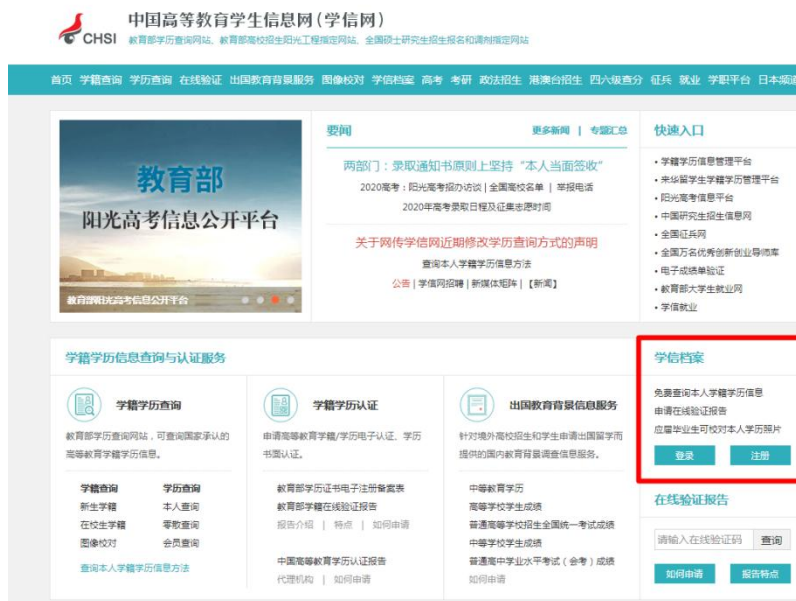 中国高等教育学生信息网(学信网)
CHSI 教育部学历查询网站、教育部高校招生阳光工程指定网站、全国硕士研究生招生报名和调剂指定网站
首页 学籍查询 学历查询 在线验证 出国教育背景服务 图像校对 学信档案 高考 考研 政法招生 港澳台招生 四六级查分 征兵 就业 学职平台 日本频道
教育部
阳光高考信息公开平台
教育部阳光高考信息公开平台
要闻 更多新闻 | 专题汇总
两部门:录取通知书原则上坚持“本人当面签收”
2020高考:阳光高考招办访谈 | 全国高校名单 | 举报电话
2020年高考录取日程及征集志愿时间
关于网传学信网近期修改学历查询方式的声明
查询本人学籍学历信息方法
公告 | 学信网招聘 | 新媒体矩阵 | 【新闻】
快速入口
• 学籍学历信息管理平台
• 来华留学生学籍学历管理平台
• 阳光高考信息平台
• 中国研究生招生信息网
• 全国征兵网
• 全国万名优秀创新创业导师库
• 电子成绩单验证
• 教育部大学生就业网
• 学信就业
学籍学历信息查询与认证服务
学籍学历查询
教育部学历查询网站,可查询国家承认的
高等教育学籍学历信息。
学籍查询 学历查询
新生学籍 本人查询
在校生学籍 零散查询
图像校对 会员查询
查询本人学籍学历信息方法
学籍学历认证
申请高等教育学籍/学历电子认证、学历
书面认证。
教育部学历证书电子注册备案表
教育部学籍在线验证报告
报告介绍 | 特点 | 如何申请
中国高等教育学历认证报告
代理机构 | 如何申请
出国教育背景信息服务
针对境外高校招生和学生申请出国留学而
提供的国内教育背景调查信息服务。
中等教育学历
高等学校学生成绩
普通高等学校招生全国统一考试成绩
中等学校学生成绩
普通高中学业水平考试(会考)成绩
如何申请
学信档案
免费查询本人学籍学历信息
申请在线验证报告
应届毕业生可校对本人学历照片
登录 注册
在线验证报告
请输入在线验证码 查询
如何申请 报告特点